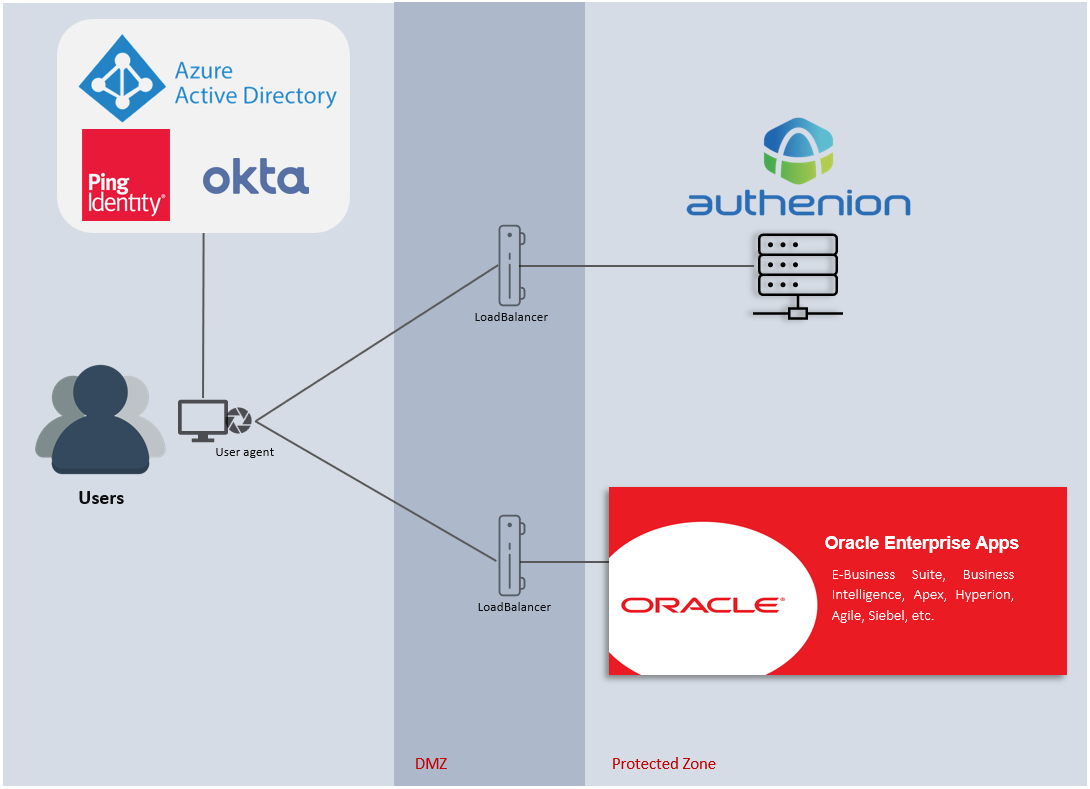 Azure
Active Directory
Ping
Identity®
okta
authenion
LoadBalancer
User agent
Users
LoadBalancer
Oracle Enterprise Apps
E-Business Suite, Business
Intelligence, Apex, Hyperion,
Agile, Siebel, etc.
ORACLE®
DMZ
Protected Zone